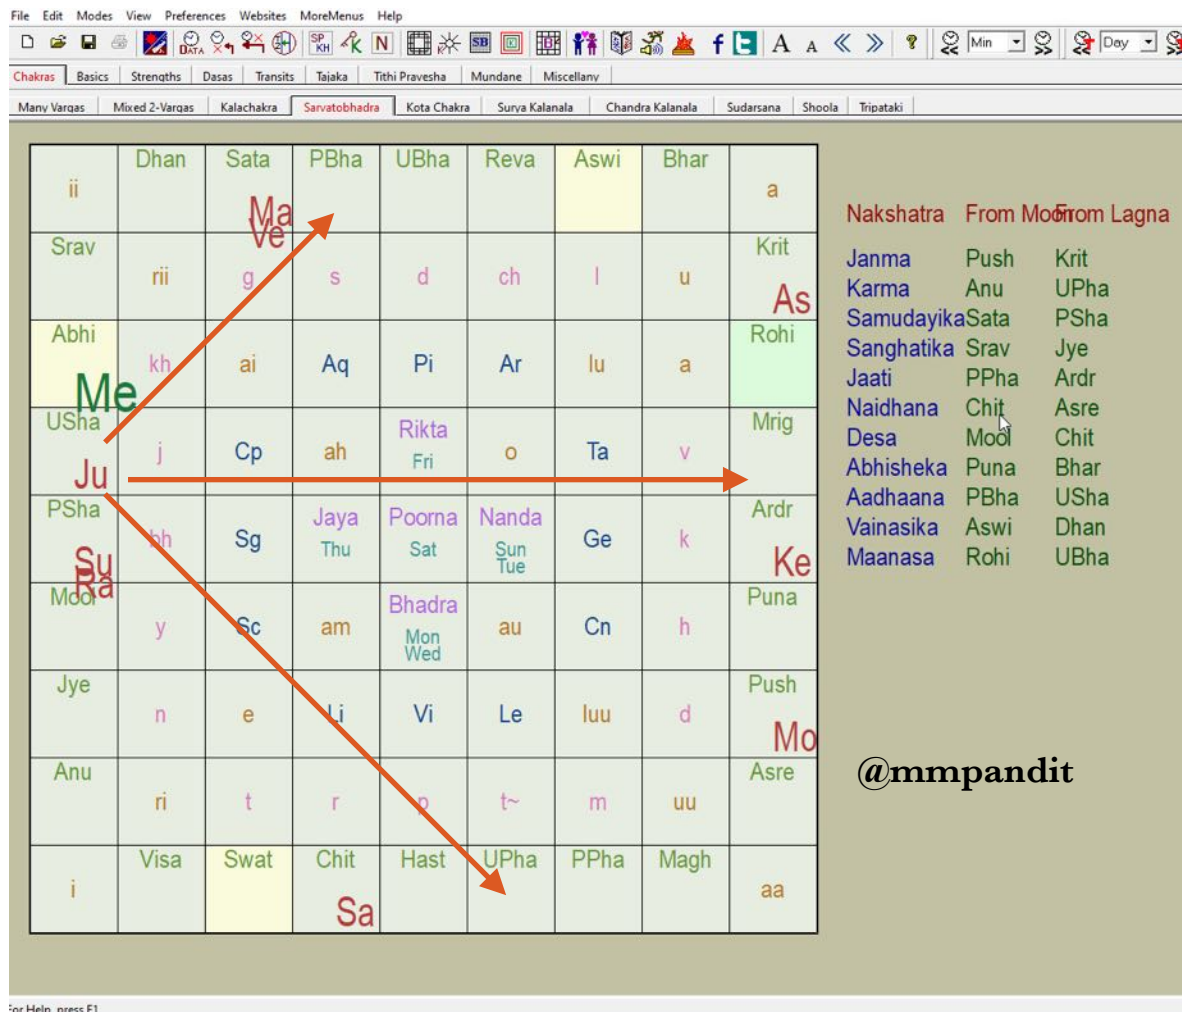 File Edit Modes View Preferences Websites MoreMenus Help
DATA SP KH K N SB f t A A « » ? Min Day
Chakras Basics Strengths Dasas Transits Tajaka Tithi Pravesha Mundane Miscellany
Many Vargas Mixed 2-Vargas Kalachakra Sarvatobhadra Kota Chakra Surya Kalanala Chandra Kalanala Sudarsana Shoola Tripataki
ii Dhan Sata PBha UBha Reva Aswi Bhar a
Ma
Ve
Srav rii g s d ch l u Krit
As
Abhi kh ai Aq Pi Ar lu a Rohi
Me
USha j Cp ah Rikta o Ta v Mrig
Fri
Ju
PSha bh Sg Jaya Poorna Nanda Ge k Ardr
Thu Sat Sun
Tue
Su Ke
Ra
Mool y Sc am Bhadra au Cn h Puna
Mon
Wed
Jye n e Li Vi Le luu d Push
Mo
Anu ri t r p t~ m uu Asre
i Visa Swat Chit Hast UPha PPha Magh aa
Sa
Nakshatra From Moon From Lagna
Janma Push Krit
Karma Anu UPha
Samudayika Sata PSha
Sanghatika Srav Jye
Jaati PPha Ardr
Naidhana Chit Asre
Desa Mool Chit
Abhisheka Puna Bhar
Aadhaana PBha USha
Vainasika Aswi Dhan
Maanasa Rohi UBha
@mmpandit
For Help, press F1